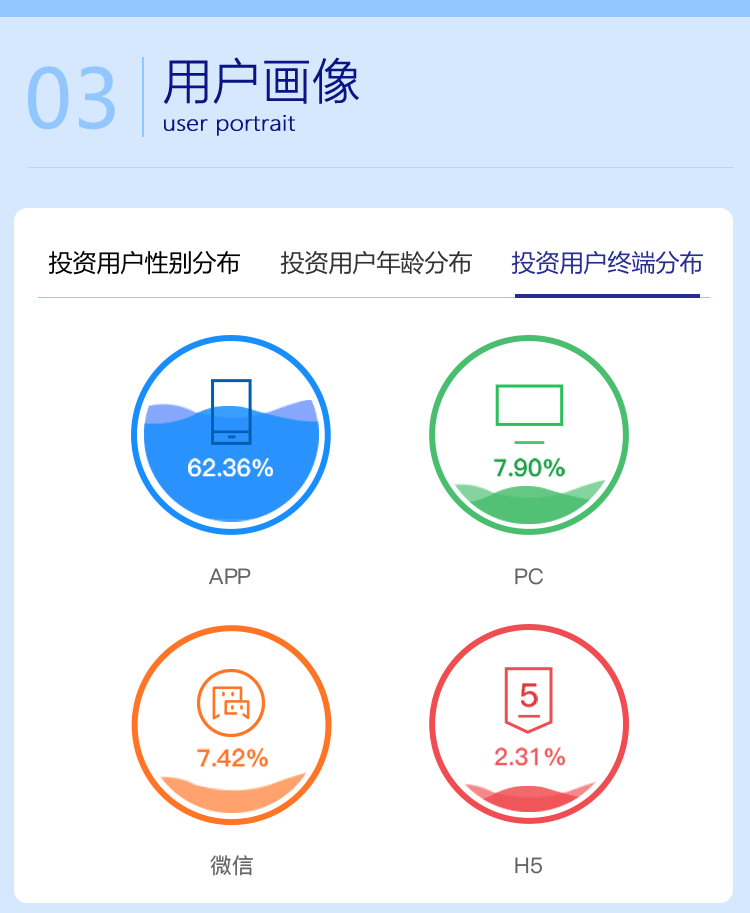 03
用户画像
user portrait
投资用户性别分布
投资用户年龄分布
投资用户终端分布
62.36%
7.90%
APP
PC
5
7.42%
2.31%
微信
H5